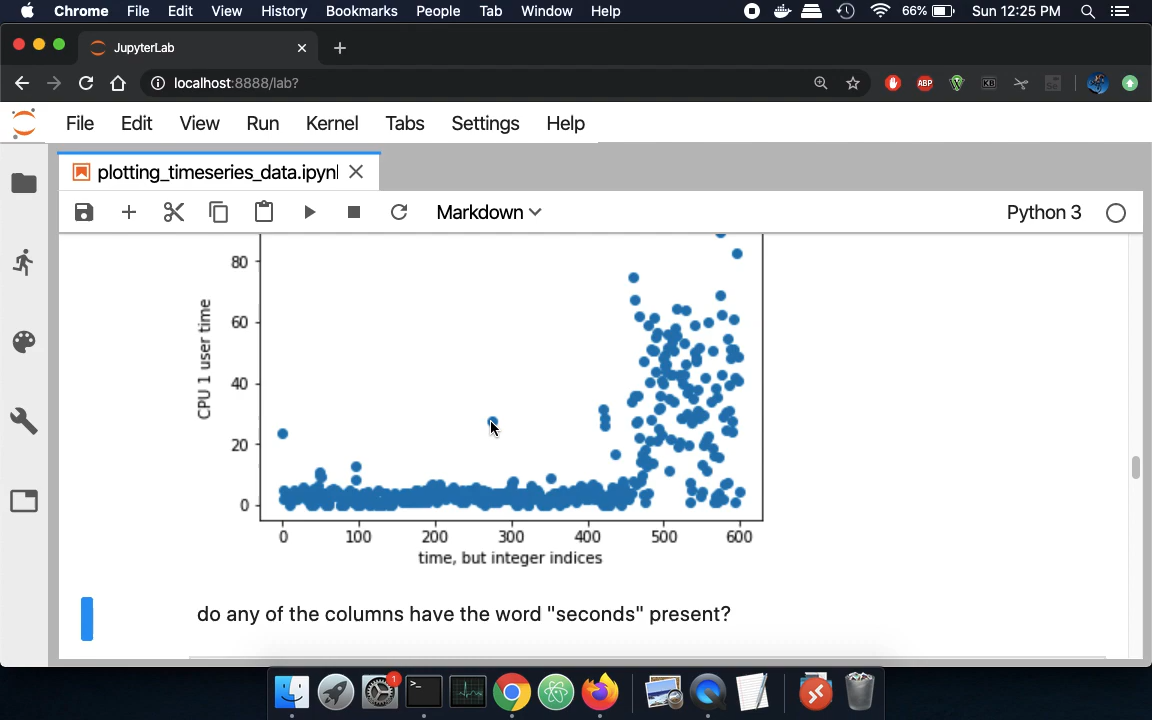 Chrome File Edit View History Bookmarks People Tab Window Help 66% Sun 12:25 PM
JupyterLab
localhost:8888/lab?
ABP
KB
File Edit View Run Kernel Tabs Settings Help
plotting_timeseries_data.ipynb
Markdown Python 3
80
60
40
20
0
CPU 1 user time
0 100 200 300 400 500 600
time, but integer indices
do any of the columns have the word "seconds" present?
1